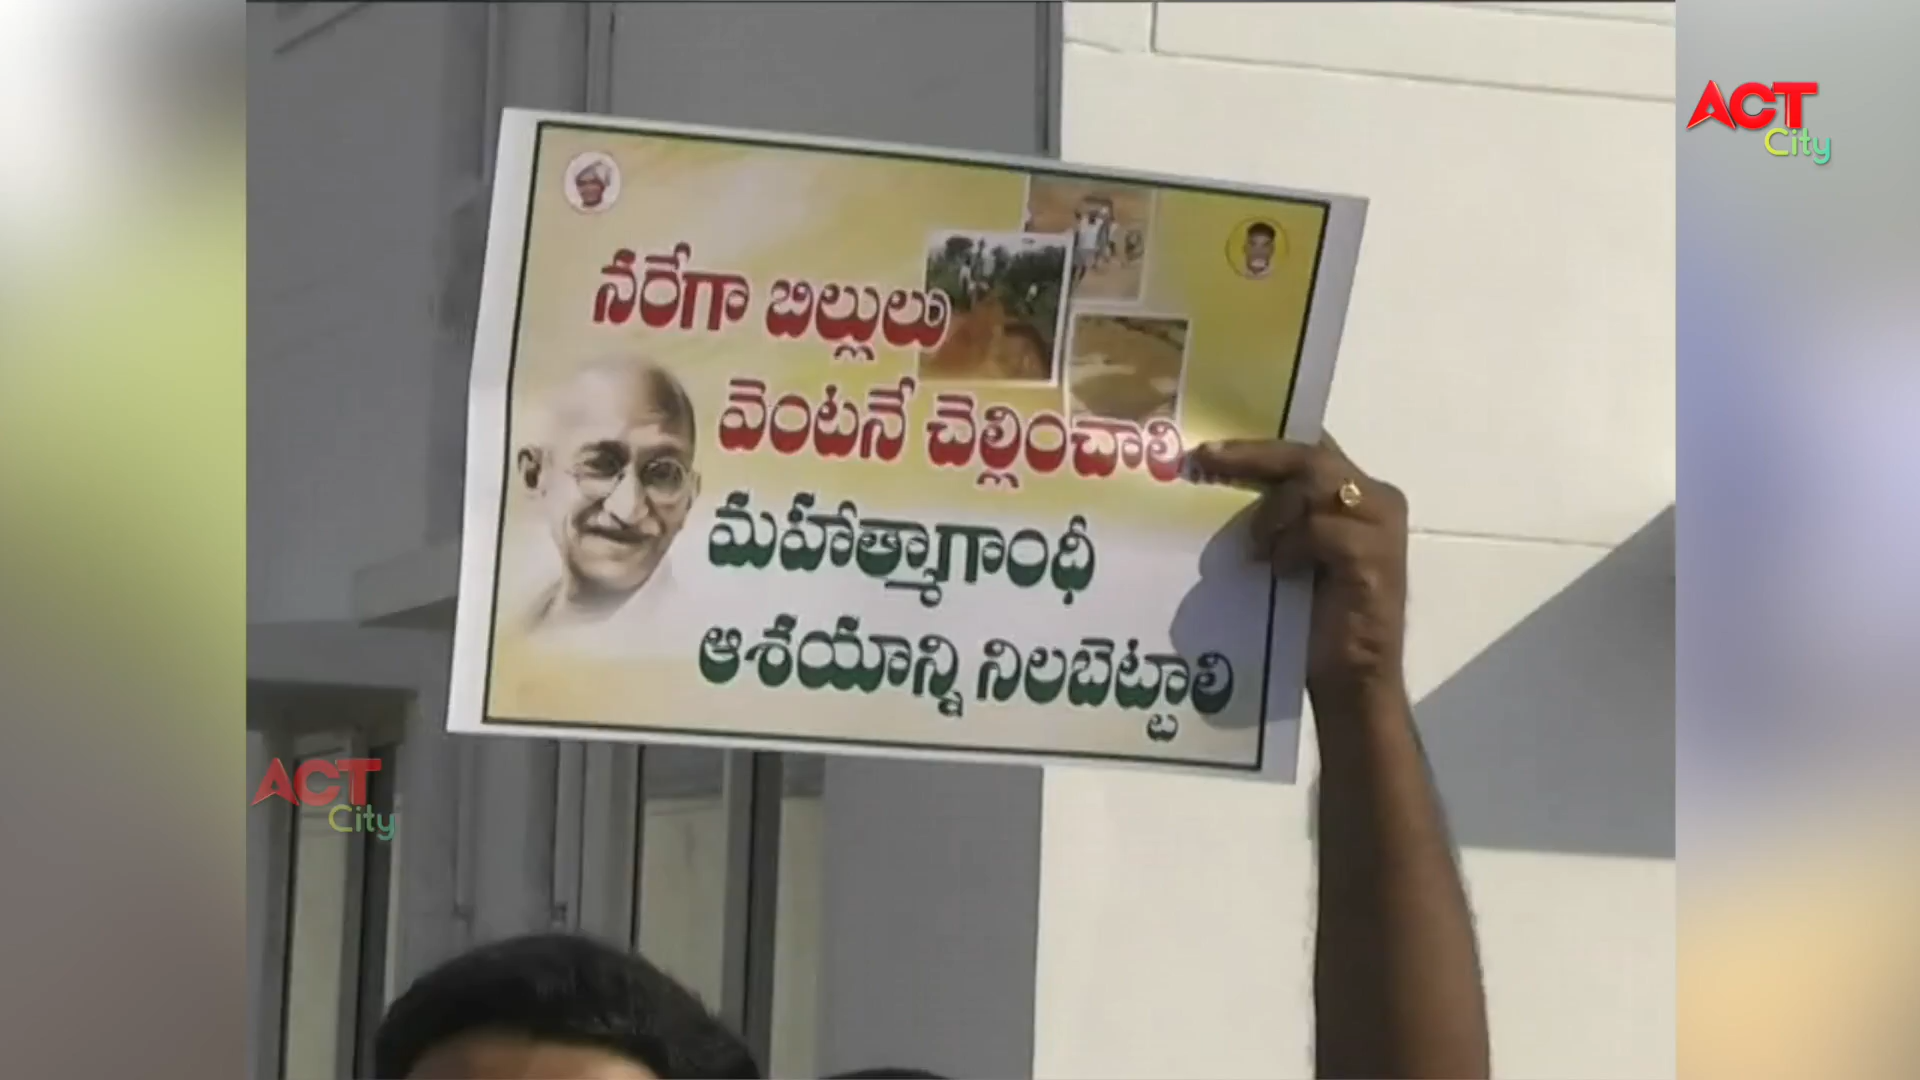 నరేగా బిల్లులు
వెంటనే చెల్లించాలి...
మహాత్మాగాంధీ
ఆశయాన్ని నిలబెట్టాలి
ACT
City
ACT
City